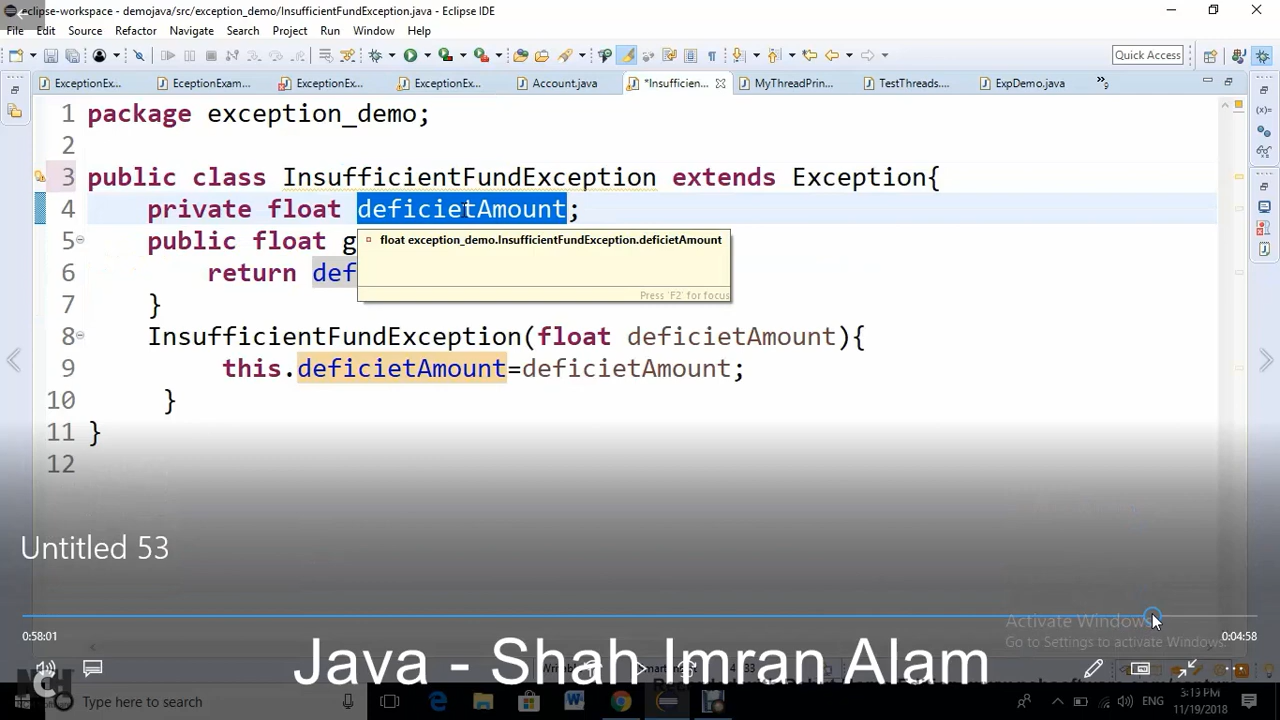 eclipse-workspace - demojava/src/exception_demo/InsufficientFundException.java - Eclipse IDE
File Edit Source Refactor Navigate Search Project Run Window Help
Quick Access
ExceptionEx... EceptionExam... ExceptionEx... ExceptionEx... Account.java *Insufficien... MyThreadPrin... TestThreads.... ExpDemo.java
1 package exception_demo;
2
3 public class InsufficientFundException extends Exception{
4 private float deficietAmount;
5 public float g
float exception_demo.InsufficientFundException.deficietAmount
6 return def
Press 'F2' for focus
7 }
8 InsufficientFundException(float deficietAmount){
9 this.deficietAmount=deficietAmount;
10 }
11 }
12
Untitled 53
Activate Windows
0:58:01 0:04:58
Go to Settings to activate Windows.
Java - Shah Imran Alam
Type here to search
ENG
3:19 PM
11/19/2018